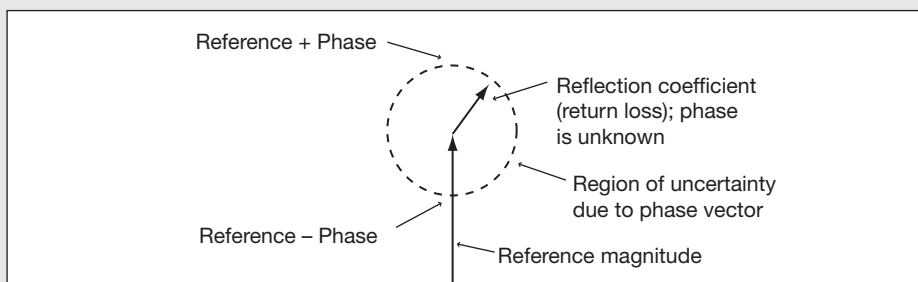 Reference + Phase
Reflection coefficient
(return loss); phase
is unknown
Region of uncertainty
due to phase vector
Reference – Phase
Reference magnitude